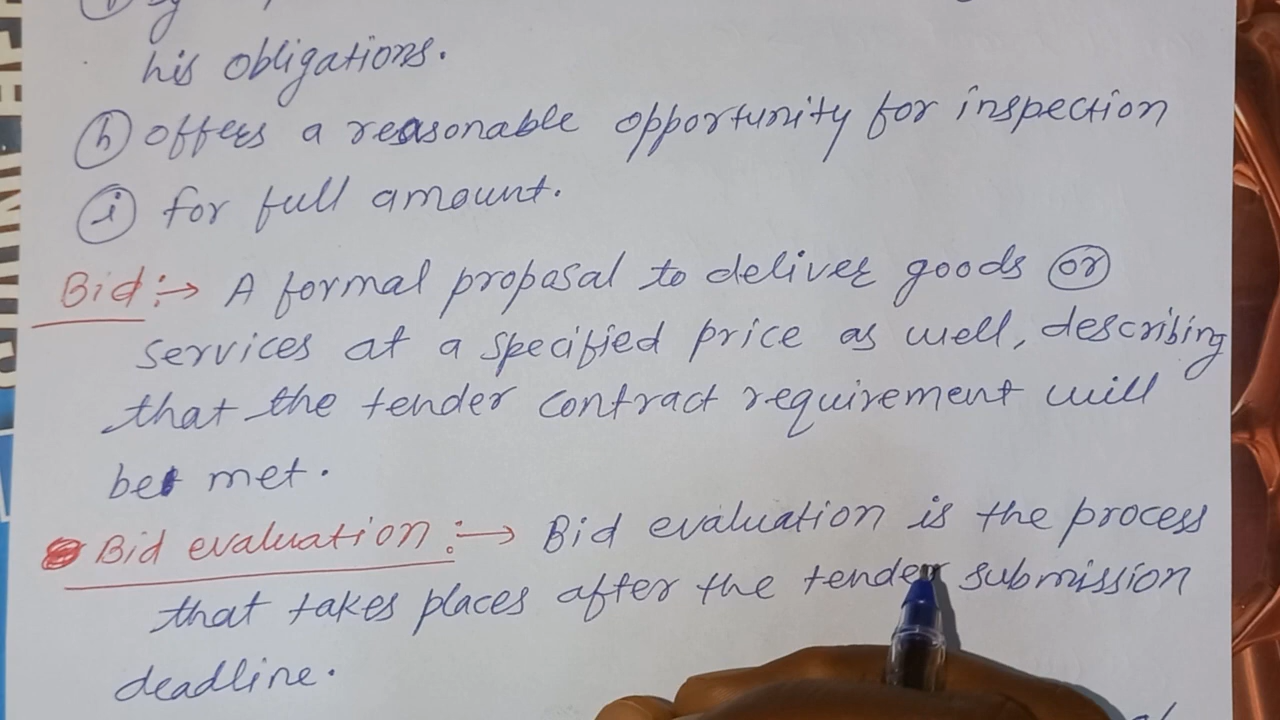 his obligations.
(h) offers a reasonable opportunity for inspection
(i) for full amount.
Bid:→ A formal proposal to deliver goods (or)
services at a specified price as well, describing
that the tender contract requirement will
be met.
Bid evaluation:→ Bid evaluation is the process
that takes places after the tender submission
deadline.